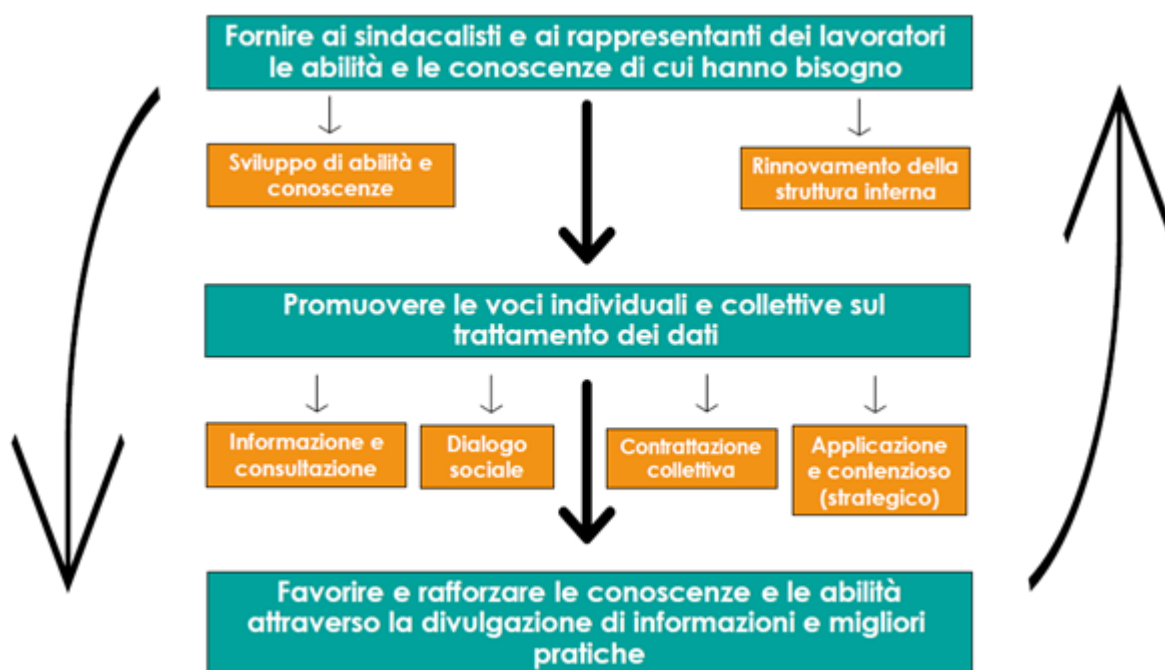 Fornire ai sindacalisti e ai rappresentanti dei lavoratori
le abilità e le conoscenze di cui hanno bisogno
Sviluppo di abilità e
conoscenze
Rinnovamento della
struttura interna
Promuovere le voci individuali e collettive sul
trattamento dei dati
Informazione e
consultazione
Dialogo
sociale
Contrattazione
collettiva
Applicazione
e contenzioso
(strategico)
Favorire e rafforzare le conoscenze e le abilità
attraverso la divulgazione di informazioni e migliori
pratiche